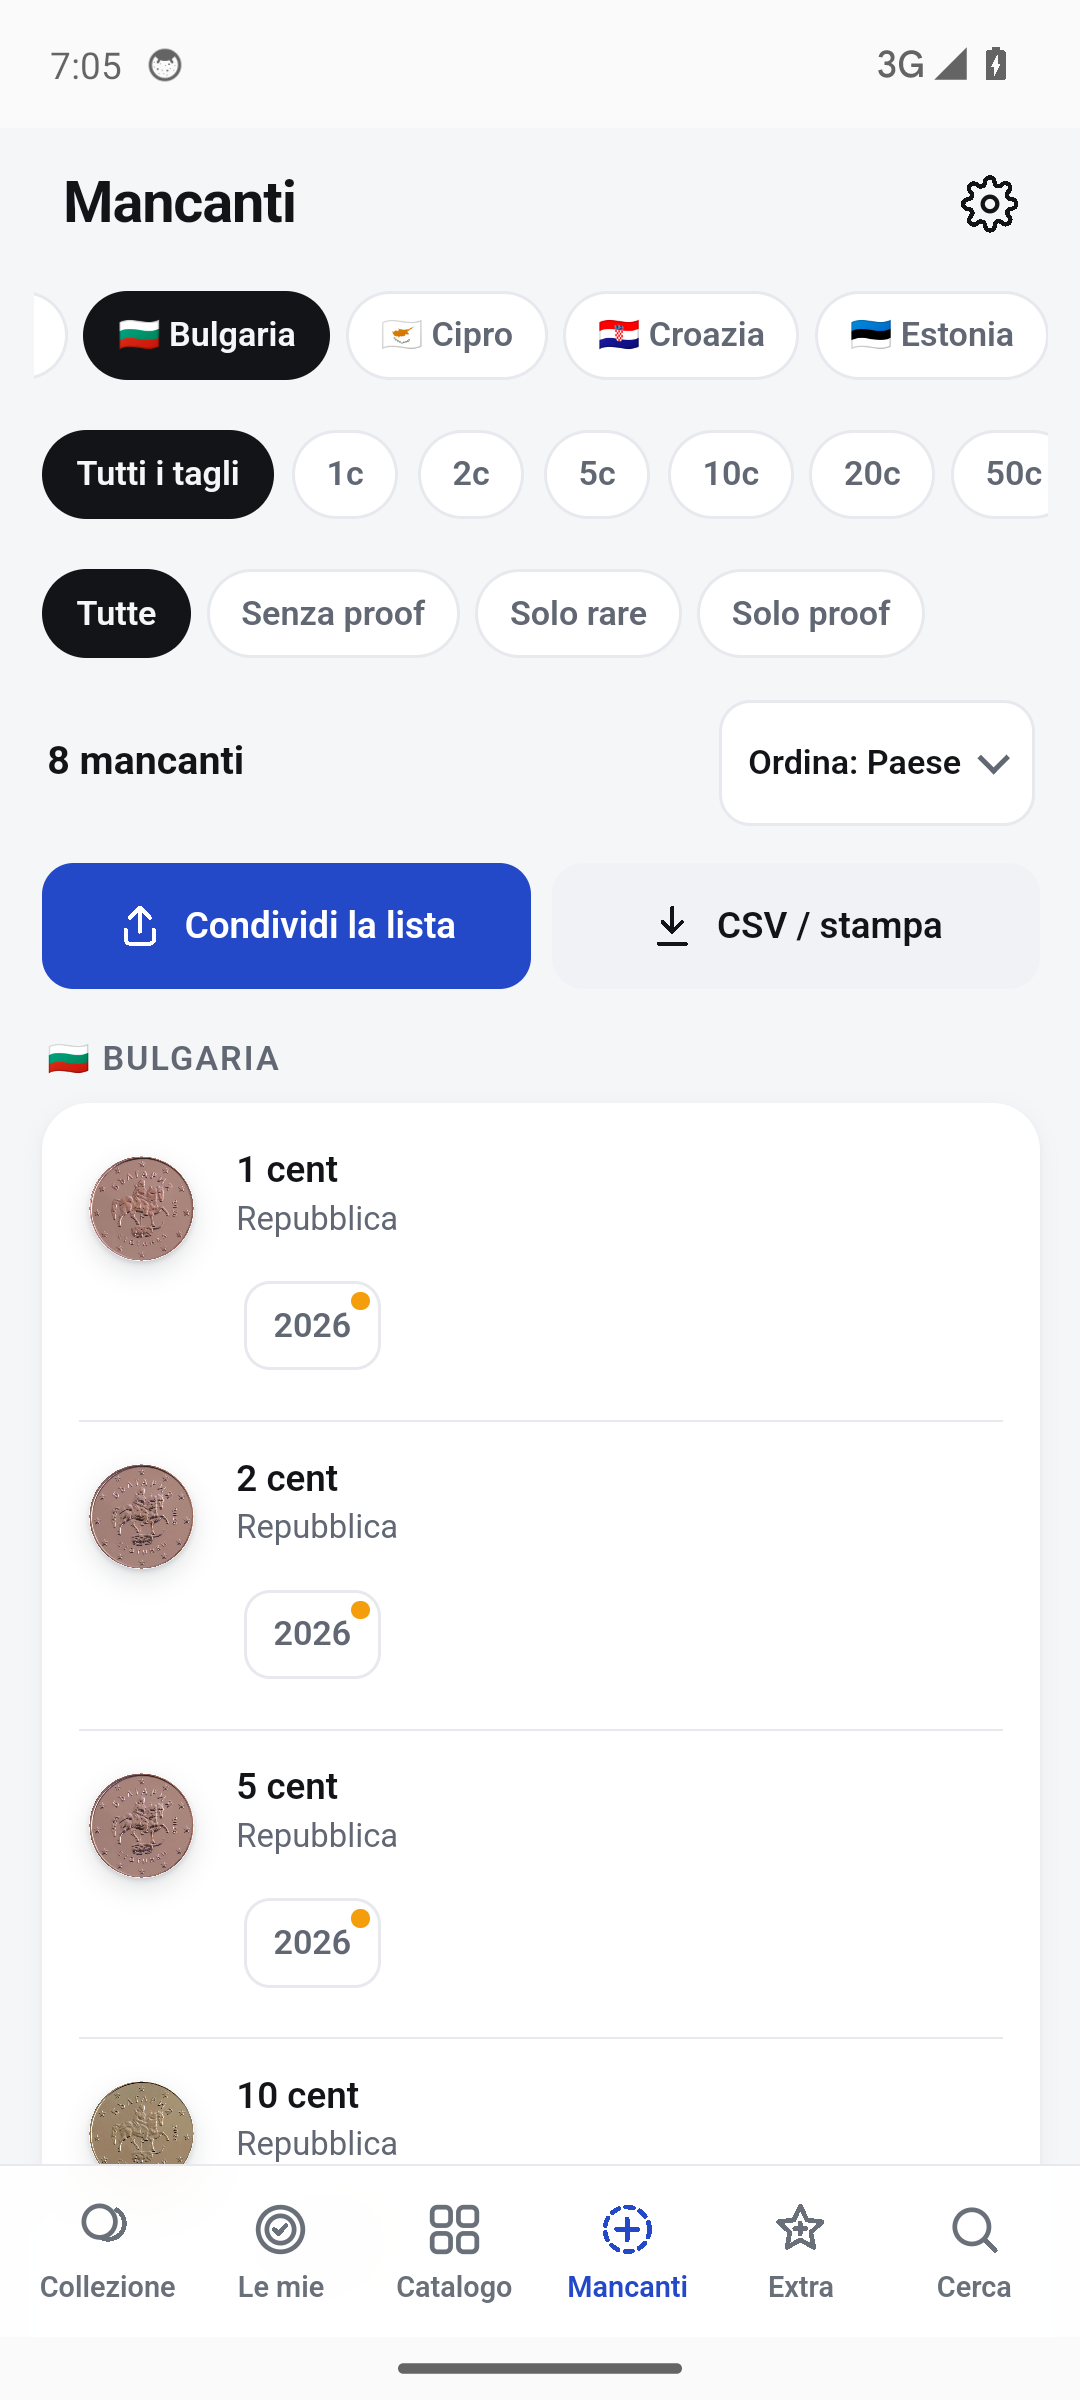 7:05
3G
Mancanti
Bulgaria
Cipro
Croazia
Estonia
Tutti i tagli
1c
2c
5c
10c
20c
50c
Tutte
Senza proof
Solo rare
Solo proof
8 mancanti
Ordina: Paese
Condividi la lista
CSV / stampa
BULGARIA
1 cent
Repubblica
2026
2 cent
Repubblica
2026
5 cent
Repubblica
2026
10 cent
Repubblica
Collezione
Le mie
Catalogo
Mancanti
Extra
Cerca